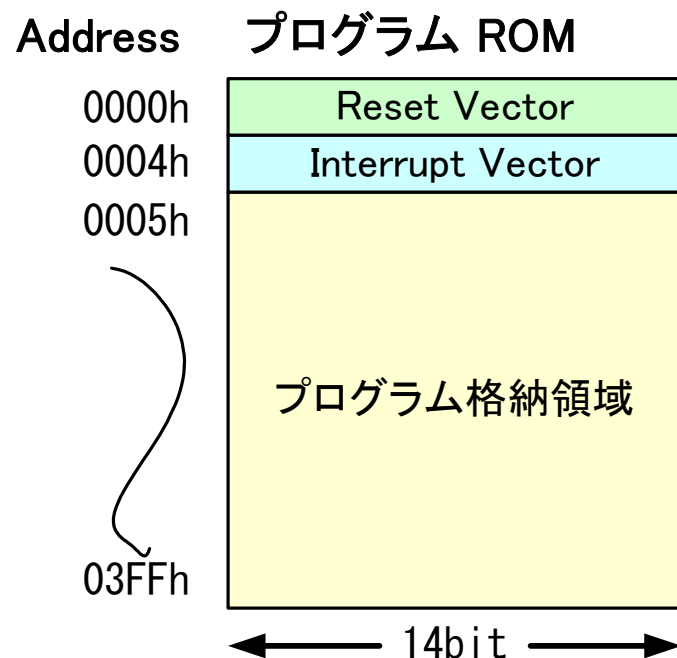 Address プログラム ROM
0000h Reset Vector
0004h Interrupt Vector
0005h
プログラム格納領域
03FFh
14bit